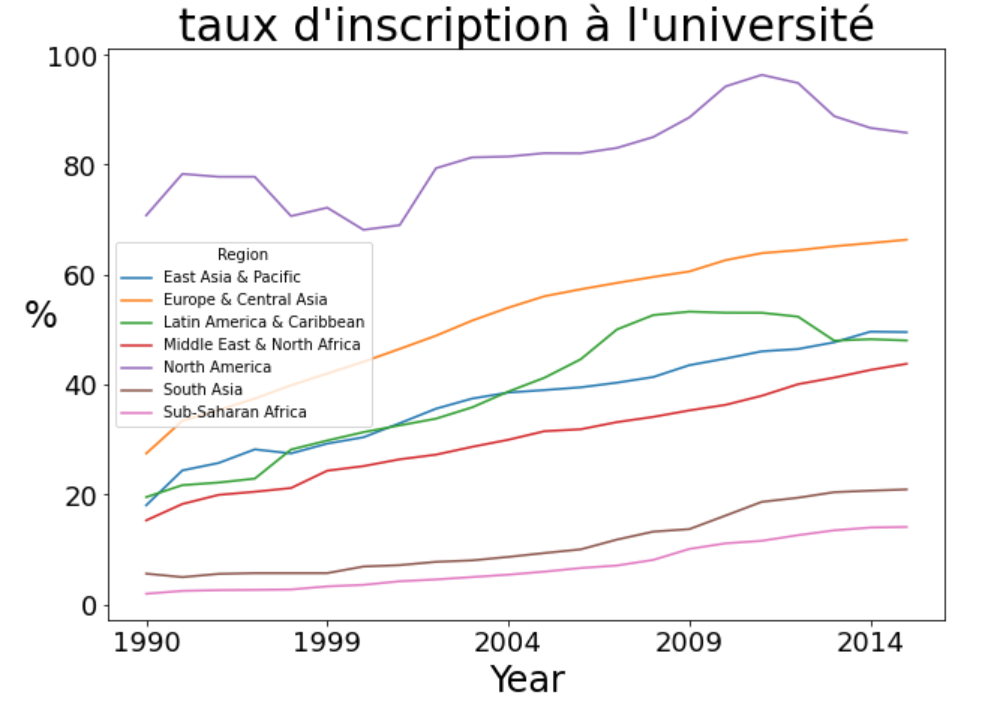 taux d'inscription à l'université
100
80
60
40
20
0
%
Region
East Asia & Pacific
Europe & Central Asia
Latin America & Caribbean
Middle East & North Africa
North America
South Asia
Sub-Saharan Africa
1990 1999 2004 2009 2014
Year